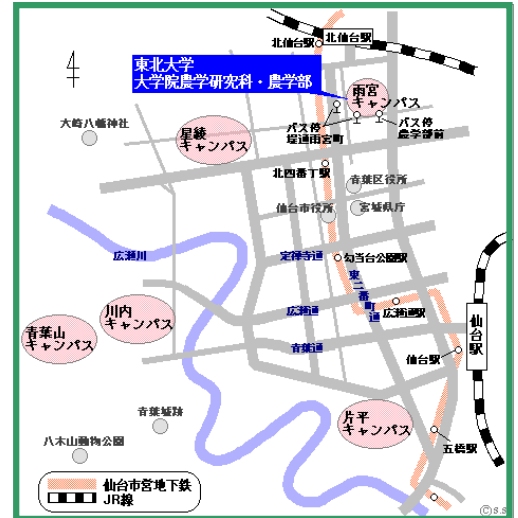 北仙台駅
北仙台駅
東北大学
大学院農学研究科・農学部
雨宮
キャンパス
大崎八幡神社
星綾
キャンパス
バス停
堤通雨宮町
バス停
農学部前
北四番丁駅
青葉区役所
仙台市役所
宮城県庁
広瀬川
定禄寺通
勾当台公園駅
東二番町通
川内
キャンパス
広瀬通
広瀬通駅
青葉山
キャンパス
青葉通
仙台駅
仙台駅
片平
キャンパス
青葉城跡
五橋駅
八木山動物公園
仙台市営地下鉄
JR線
(C)S.S